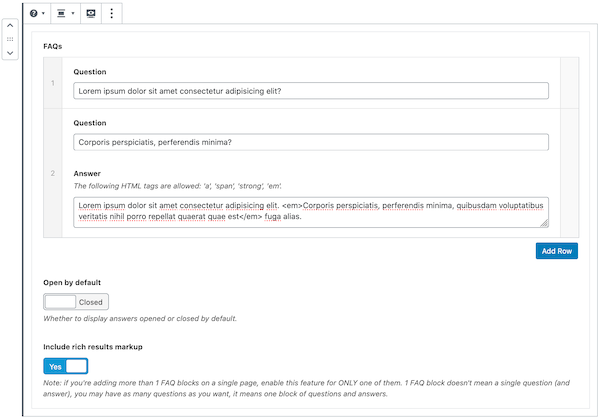 FAQs
1
Question
Lorem ipsum dolor sit amet consectetur adipisicing elit?
Question
Corporis perspiciatis, perferendis minima?
2
Answer
The following HTML tags are allowed: 'a', 'span', 'strong', 'em'.
Lorem ipsum dolor sit amet consectetur adipisicing elit. <em>Corporis perspiciatis, perferendis minima, quibusdam voluptatibus
veritatis nihil porro repellat quaerat quae est</em> fuga alias.
Add Row
Open by default
Closed
Whether to display answers opened or closed by default.
Include rich results markup
Yes
Note: if you're adding more than 1 FAQ blocks on a single page, enable this feature for ONLY one of them. 1 FAQ block doesn't mean a single question (and
answer), you may have as many questions as you want, it means one block of questions and answers.